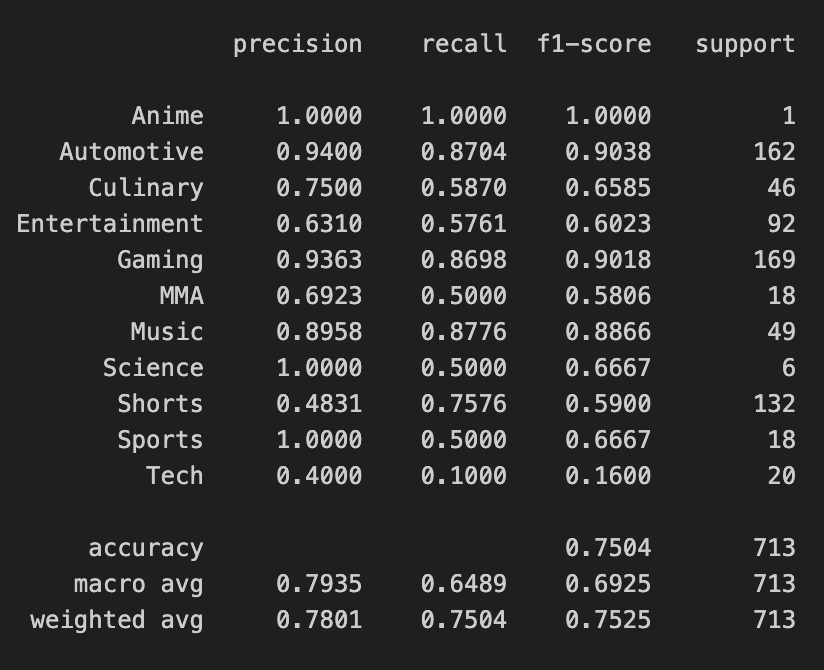 precision recall f1-score support
Anime 1.0000 1.0000 1.0000 1
Automotive 0.9400 0.8704 0.9038 162
Culinary 0.7500 0.5870 0.6585 46
Entertainment 0.6310 0.5761 0.6023 92
Gaming 0.9363 0.8698 0.9018 169
MMA 0.6923 0.5000 0.5806 18
Music 0.8958 0.8776 0.8866 49
Science 1.0000 0.5000 0.6667 6
Shorts 0.4831 0.7576 0.5900 132
Sports 1.0000 0.5000 0.6667 18
Tech 0.4000 0.1000 0.1600 20
accuracy 0.7504 713
macro avg 0.7935 0.6489 0.6925 713
weighted avg 0.7801 0.7504 0.7525 713